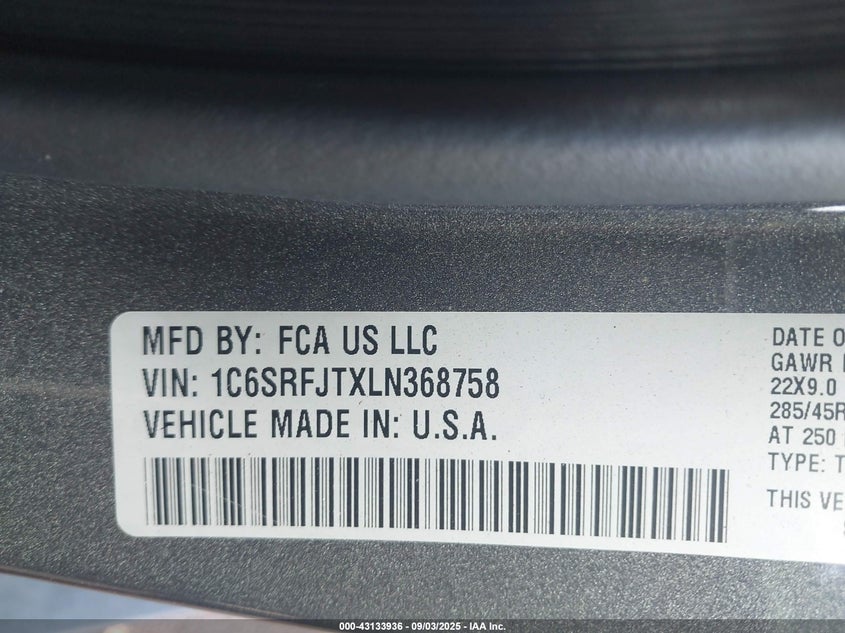 MFD BY: FCA US LLC
VIN: 1C6SRFJTXLN368758
VEHICLE MADE IN: U.S.A.
DATE O
GAWR
22X9.0
285/45R
AT 250
TYPE: T
THIS VE
000-43133936 - 09/03/2025 - IAA Inc.